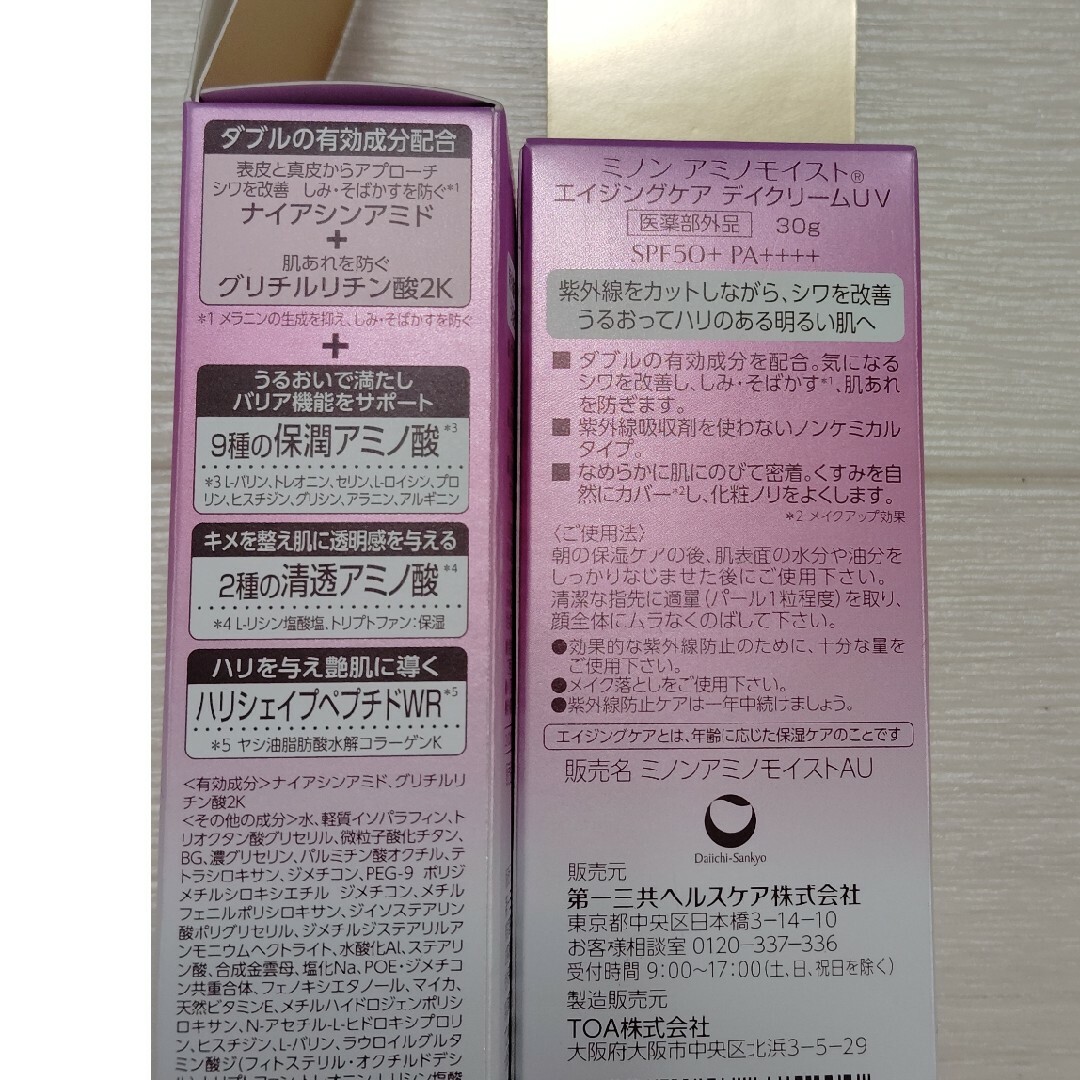 ダブルの有効成分配合
表皮と真皮からアプローチ
シワを改善 しみ・そばかすを防ぐ*1
ナイアシンアミド
+
肌あれを防ぐ
グリチルリチン酸2K
*1 メラニンの生成を抑え、しみ・そばかすを防ぐ
+
うるおいで満たし
バリア機能をサポート
9種の保潤アミノ酸*3
*3 L-バリン、トレオニン、セリン、L-ロイシン、プロ
リン、ヒスチジン、グリシン、アラニン、アルギニン
キメを整え肌に透明感を与える
2種の清透アミノ酸*4
*4 L-リシン塩酸塩、トリプトファン:保湿
ハリを与え艶肌に導く
ハリシェイプペプチドWR*5
*5 ヤシ油脂肪酸水解コラーゲンK
<有効成分>ナイアシンアミド、グリチルリ
チン酸2K
<その他の成分>水、軽質イソパラフィン、ト
リオクタン酸グリセリル、微粒子酸化チタン、
BG、濃グリセリン、パルミチン酸オクチル、テ
トラシロキサン、ジメチコン、PEG-9 ポリジ
メチルシロキシエチル ジメチコン、メチル
フェニルポリシロキサン、ジイソステアリン
酸ポリグリセリル、ジメチルジステアリルア
ンモニウムヘクトライト、水酸化Al、ステアリ
ン酸、合成金雲母、塩化Na、POE・ジメチコ
ン共重合体、フェノキシエタノール、マイカ、
天然ビタミンE、メチルハイドロジェンポリシ
ロキサン、N-アセチル-L-ヒドロキシプロリ
ン、ヒスチジン、L-バリン、ラウロイルグルタ
ミン酸ジ(フィトステリル・オクチルドデシ
ル)、トリプトファン、トレオニン、L-リシン塩酸
ミノン アミノモイスト®
エイジングケア デイクリームUV
医薬部外品 30g
SPF50+ PA++++
紫外線をカットしながら、シワを改善
うるおってハリのある明るい肌へ
■ ダブルの有効成分を配合。気になる
シワを改善し、しみ・そばかす*1、肌あれ
を防ぎます。
■ 紫外線吸収剤を使わないノンケミカル
タイプ。
■ なめらかに肌にのびて密着。くすみを自
然にカバー*2し、化粧ノリをよくします。
*2 メイクアップ効果
〈ご使用法〉
朝の保湿ケアの後、肌表面の水分や油分を
しっかりなじませた後にご使用下さい。
清潔な指先に適量(パール1粒程度)を取り、
顔全体にムラなくのばして下さい。
●効果的な紫外線防止のために、十分な量を
ご使用下さい。
●メイク落としをご使用下さい。
●紫外線防止ケアは一年中続けましょう。
エイジングケアとは、年齢に応じた保湿ケアのことです
販売名 ミノンアミノモイストAU
Daiichi-Sankyo
販売元
第一三共ヘルスケア株式会社
東京都中央区日本橋3-14-10
お客様相談室 0120-337-336
受付時間 9:00〜17:00(土、日、祝日を除く)
製造販売元
TOA株式会社
大阪府大阪市中央区北浜3-5-29